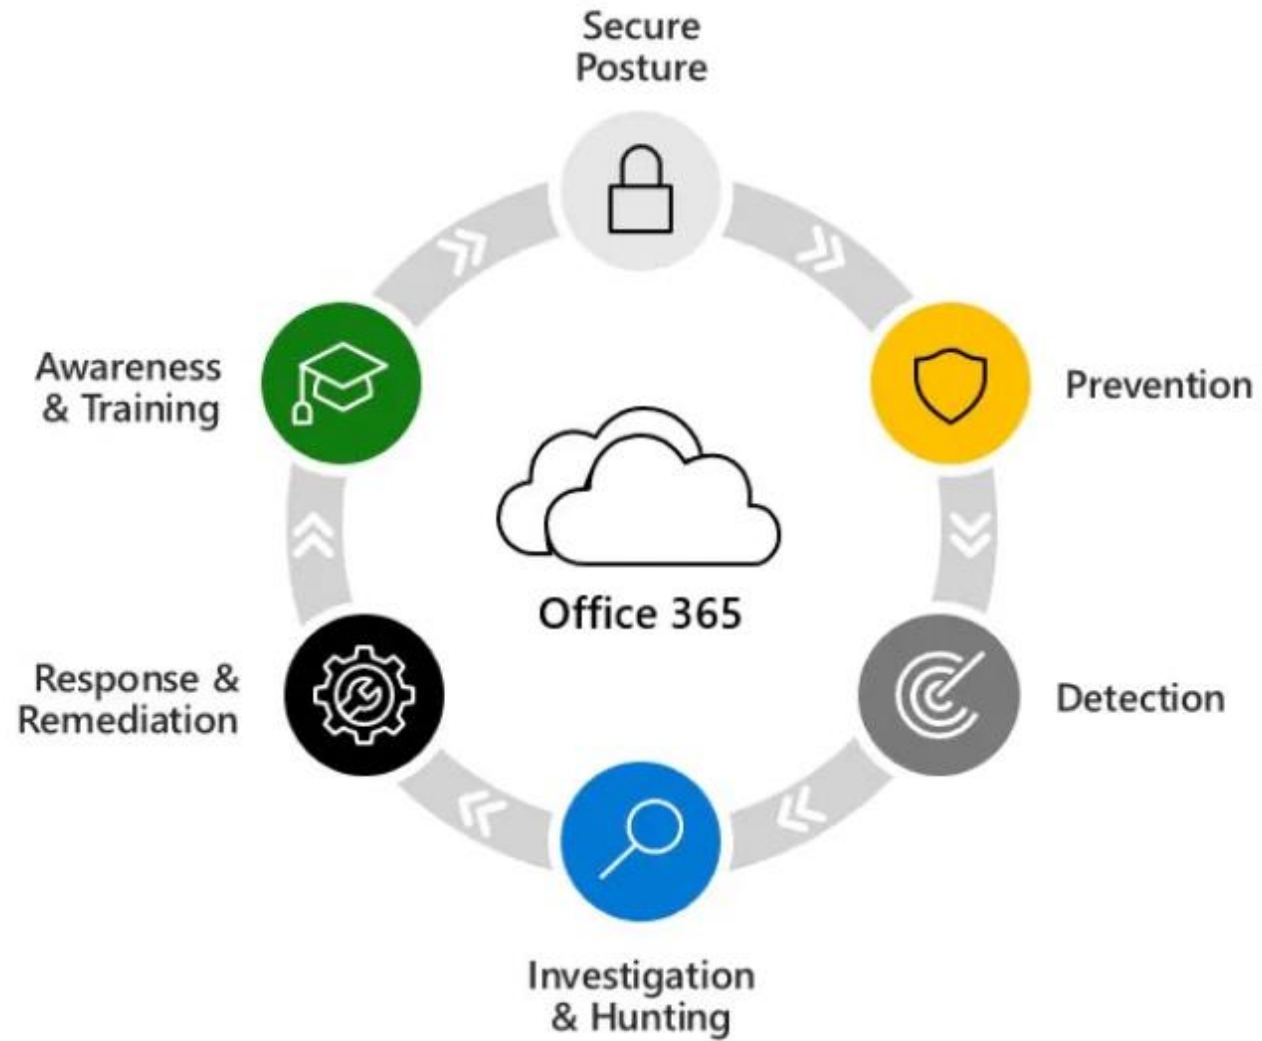 Secure
Posture
Awareness
& Training
Prevention
Office 365
Response &
Remediation
Detection
Investigation
& Hunting